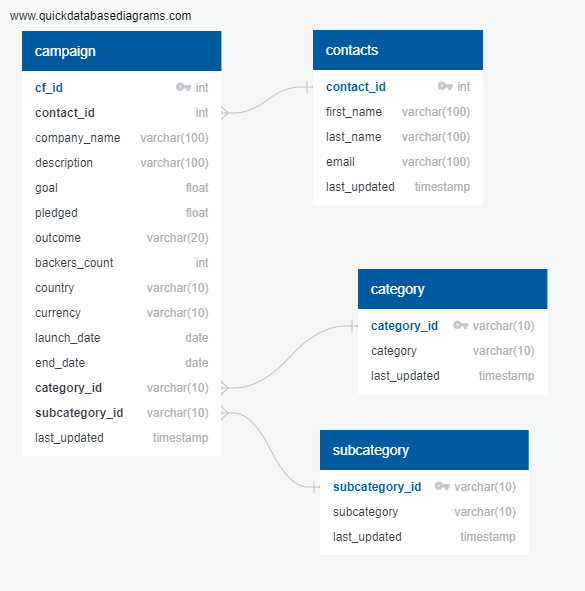 www.quickdatabasediagrams.com
campaign
cf_id int
contact_id int
company_name varchar(100)
description varchar(100)
goal float
pledged float
outcome varchar(20)
backers_count int
country varchar(10)
currency varchar(10)
launch_date date
end_date date
category_id varchar(10)
subcategory_id varchar(10)
last_updated timestamp
contacts
contact_id int
first_name varchar(100)
last_name varchar(100)
email varchar(100)
last_updated timestamp
category
category_id varchar(10)
category varchar(10)
last_updated timestamp
subcategory
subcategory_id varchar(10)
subcategory varchar(10)
last_updated timestamp